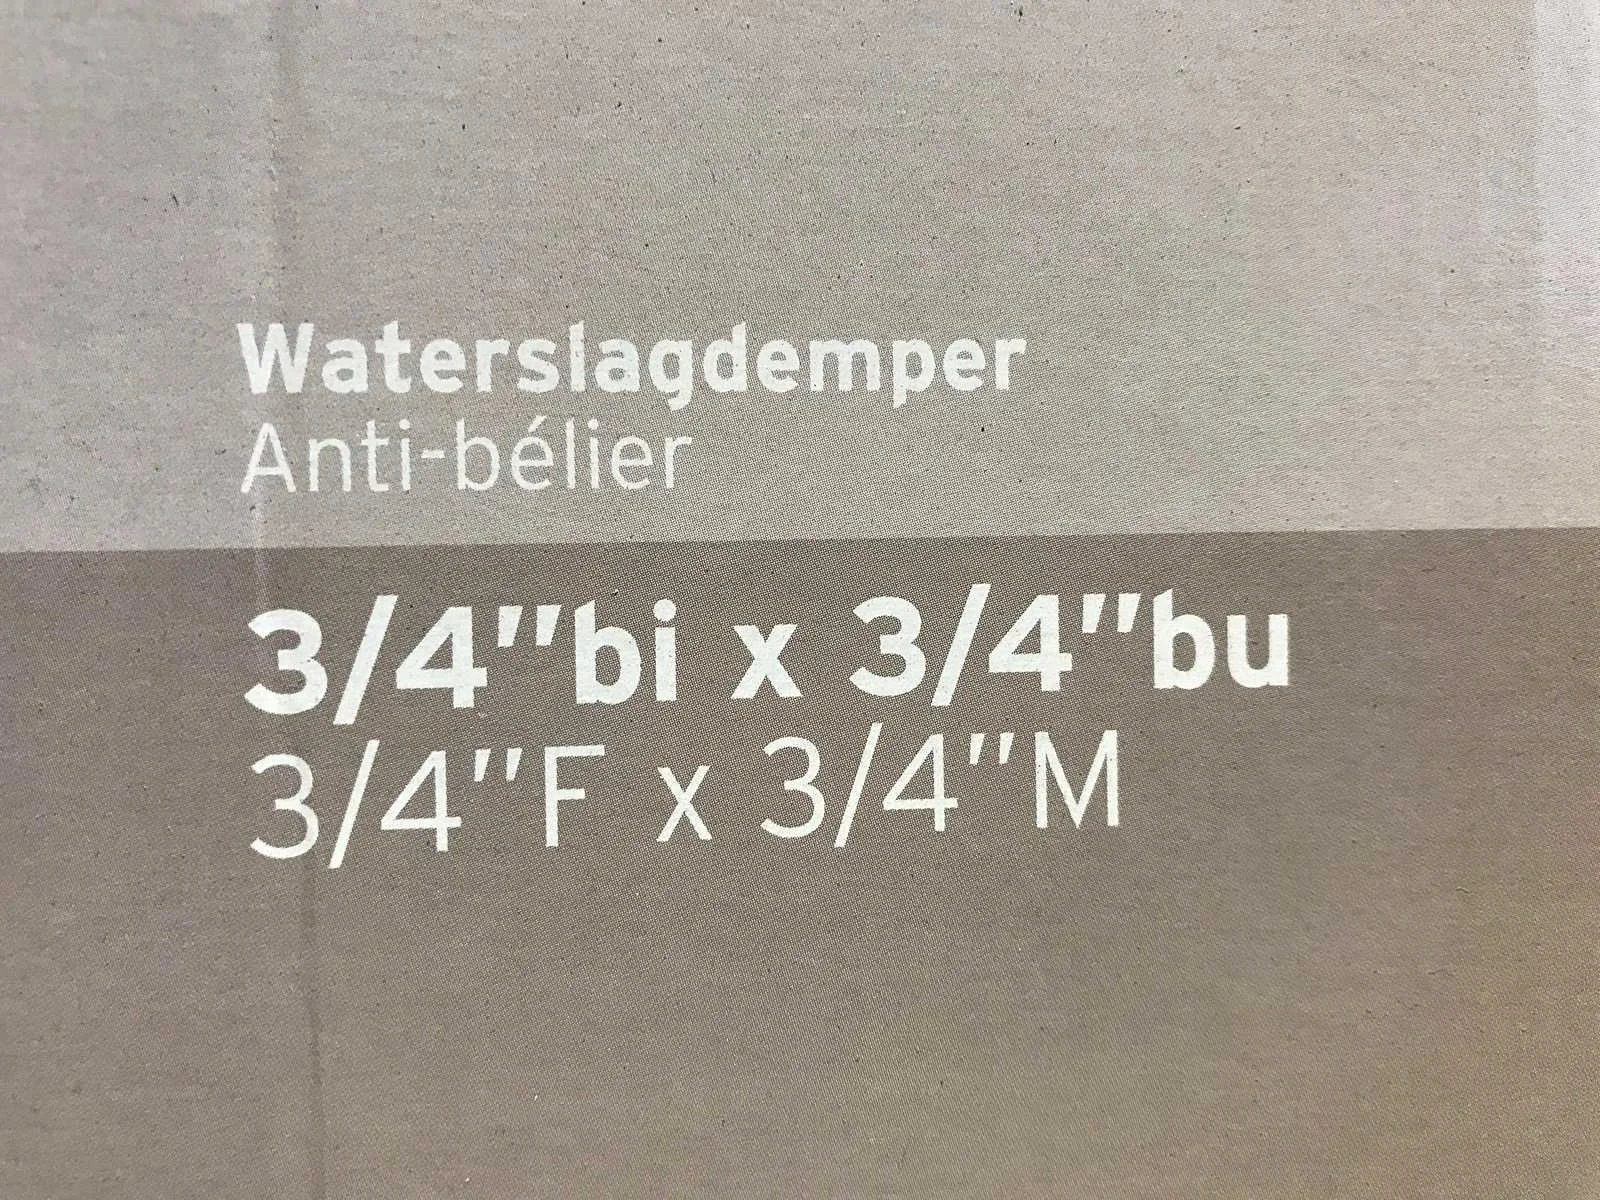 Waterslagdemper
Anti-bélier
3/4"bi x 3/4"bu
3/4"F x 3/4"M